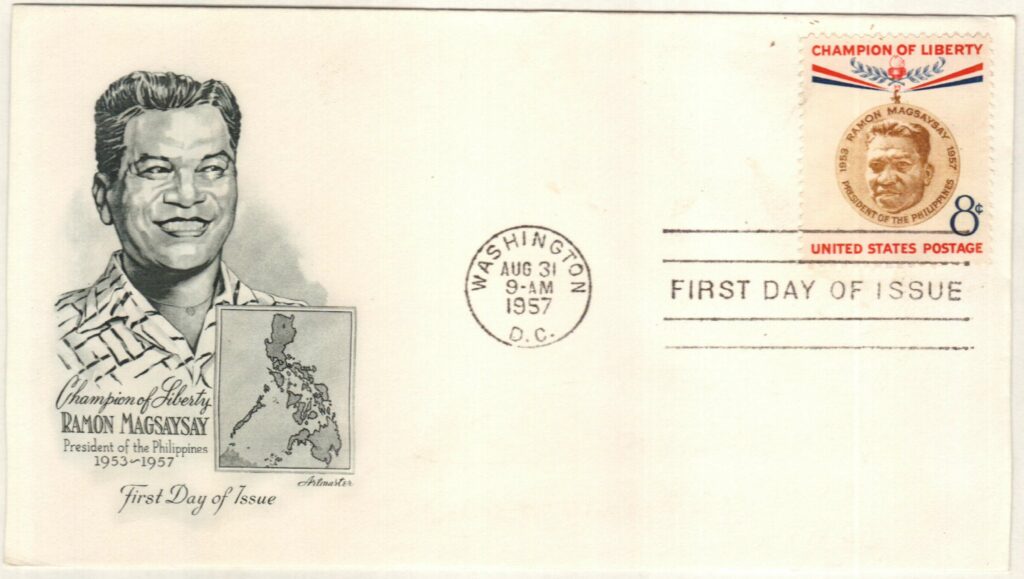 CHAMPION OF LIBERTY
RAMON MAGSAYSAY
1953 1957
PRESIDENT OF THE PHILIPPINES
8¢
UNITED STATES POSTAGE
WASHINGTON
AUG 31
9-AM
1957
D.C.
FIRST DAY OF ISSUE
Champion of Liberty
RAMON MAGSAYSAY
President of the Philippines
1953~1957
Artmaster
First Day of Issue